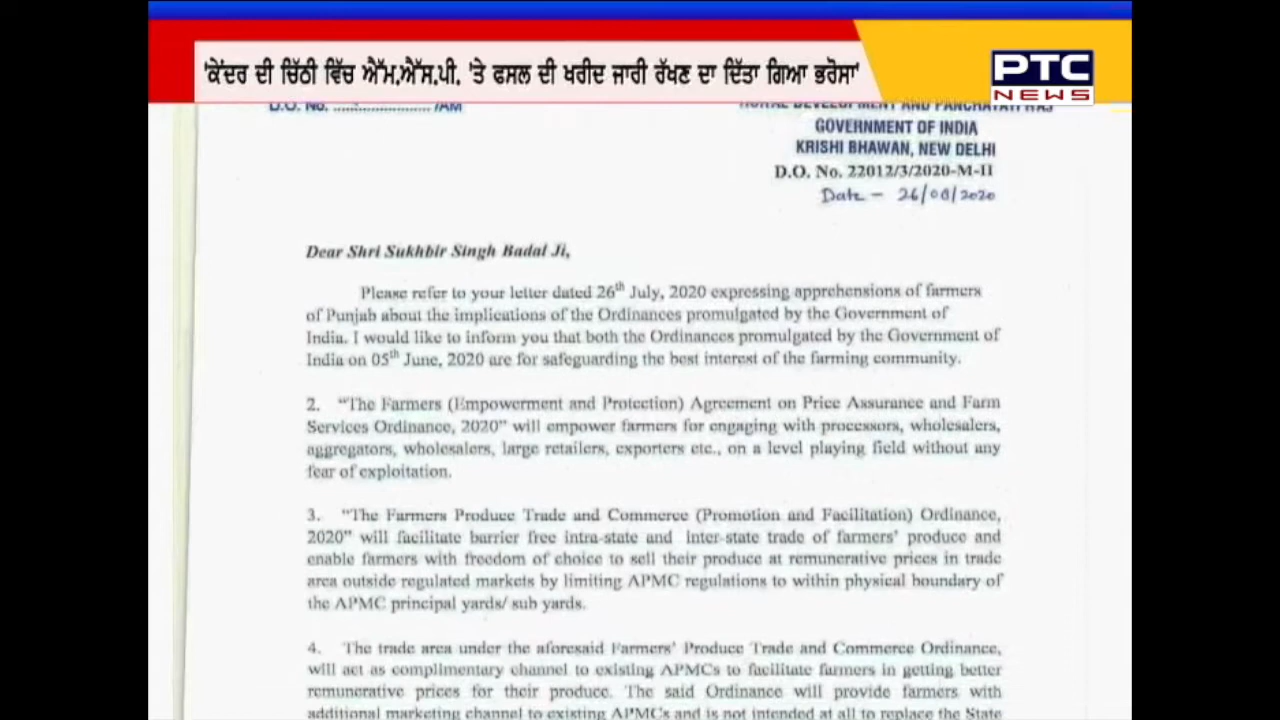 'ਕੇਂਦਰ ਦੀ ਚਿੱਠੀ ਵਿੱਚ ਐੱਮ.ਐੱਸ.ਪੀ. 'ਤੇ ਫਸਲ ਦੀ ਖਰੀਦ ਜਾਰੀ ਰੱਖਣ ਦਾ ਦਿੱਤਾ ਗਿਆ ਭਰੋਸਾ'
PTC
NEWS
D.O. No. ...................... /AM
RURAL DEVELOPMENT AND PANCHAYATI RAJ
GOVERNMENT OF INDIA
KRISHI BHAWAN, NEW DELHI
D.O. No. 22012/3/2020-M-II
Date - 26/08/2020
Dear Shri Sukhbir Singh Badal Ji,
Please refer to your letter dated 26th July, 2020 expressing apprehensions of farmers
of Punjab about the implications of the Ordinances promulgated by the Government of
India. I would like to inform you that both the Ordinances promulgated by the Government of
India on 05th June, 2020 are for safeguarding the best interest of the farming community.
2. "The Farmers (Empowerment and Protection) Agreement on Price Assurance and Farm
Services Ordinance, 2020" will empower farmers for engaging with processors, wholesalers,
aggregators, wholesalers, large retailers, exporters etc., on a level playing field without any
fear of exploitation.
3. "The Farmers Produce Trade and Commerce (Promotion and Facilitation) Ordinance,
2020" will facilitate barrier free intra-state and inter-state trade of farmers' produce and
enable farmers with freedom of choice to sell their produce at remunerative prices in trade
area outside regulated markets by limiting APMC regulations to within physical boundary of
the APMC principal yards/ sub yards.
4. The trade area under the aforesaid Farmers' Produce Trade and Commerce Ordinance,
will act as complimentary channel to existing APMCs to facilitate farmers in getting better
remunerative prices for their produce. The said Ordinance will provide farmers with
additional marketing channel to existing APMCs and is not intended at all to replace the State